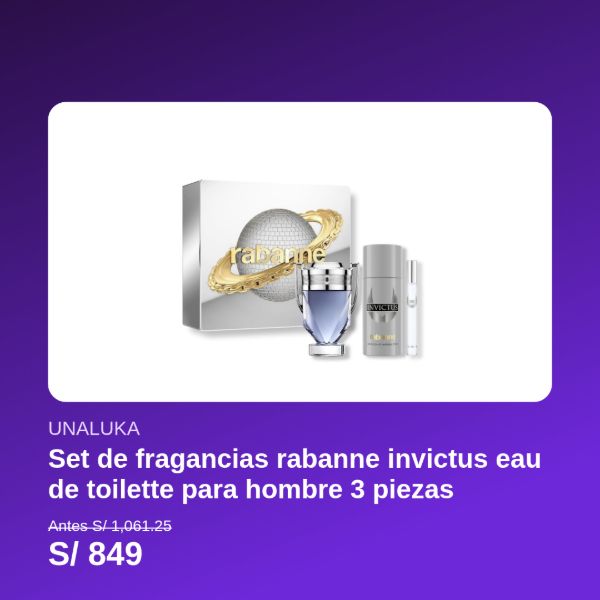 rabanne
INVICTUS
rabanne
UNALUKA
Set de fragancias rabanne invictus eau
de toilette para hombre 3 piezas
Antes S/ 1,061.25
S/ 849